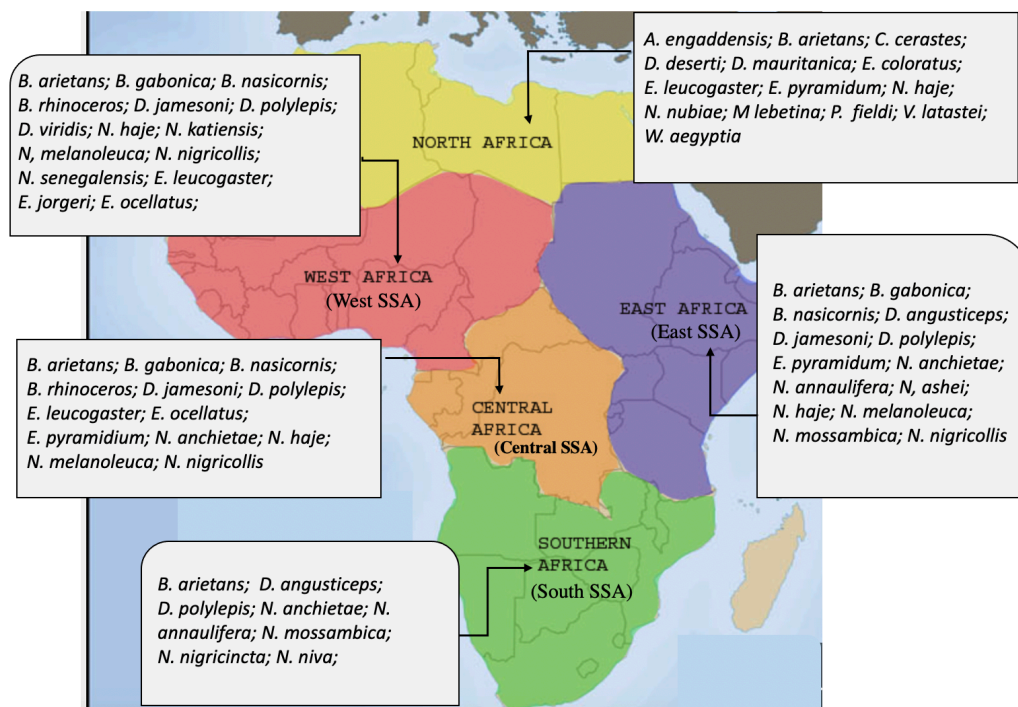 B. arietans; B. gabonica; B. nasicornis;
B. rhinoceros; D. jamesoni; D. polylepis;
D. viridis; N. haje; N. katiensis;
N, melanoleuca; N. nigricollis;
N. senegalensis; E. leucogaster;
E. jorgeri; E. ocellatus;
A. engaddensis; B. arietans; C. cerastes;
D. deserti; D. mauritanica; E. coloratus;
E. leucogaster; E. pyramidum; N. haje;
N. nubiae; M lebetina; P. fieldi; V. latastei;
W. aegyptia
NORTH AFRICA
WEST AFRICA
(West SSA)
EAST AFRICA
(East SSA)
B. arietans; B. gabonica;
B. nasicornis; D. angusticeps;
D. jamesoni; D. polylepis;
E. pyramidum; N. anchietae;
N. annaulifera; N, ashei;
N. haje; N. melanoleuca;
N. mossambica; N. nigricollis
B. arietans; B. gabonica; B. nasicornis;
B. rhinoceros; D. jamesoni; D. polylepis;
E. leucogaster; E. ocellatus;
E. pyramidium; N. anchietae; N. haje;
N. melanoleuca; N. nigricollis
CENTRAL
AFRICA
(Central SSA)
SOUTHERN
AFRICA
(South SSA)
B. arietans; D. angusticeps;
D. polylepis; N. anchietae; N.
annaulifera; N. mossambica;
N. nigricincta; N. niva;